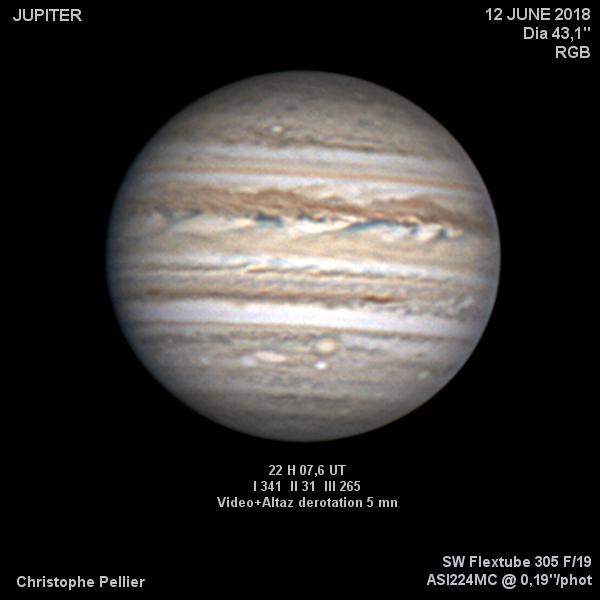 JUPITER
12 JUNE 2018
Dia 43,1"
RGB
22 H 07,6 UT
I 341 II 31 III 265
Video+Altaz derotation 5 mn
SW Flextube 305 F/19
ASI224MC @ 0,19"/phot
Christophe Pellier